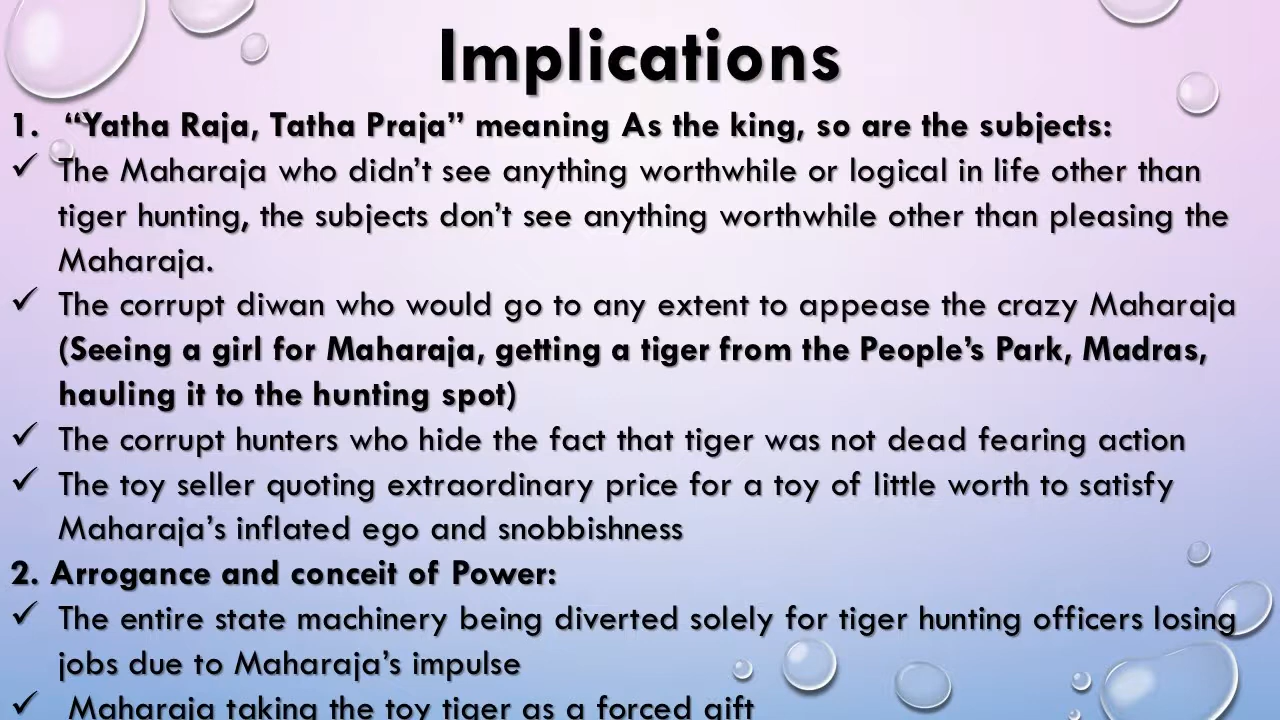 Implications
1. “Yatha Raja, Tatha Praja” meaning As the king, so are the subjects:
✓ The Maharaja who didn’t see anything worthwhile or logical in life other than
tiger hunting, the subjects don’t see anything worthwhile other than pleasing the
Maharaja.
✓ The corrupt diwan who would go to any extent to appease the crazy Maharaja
(Seeing a girl for Maharaja, getting a tiger from the People’s Park, Madras,
hauling it to the hunting spot)
✓ The corrupt hunters who hide the fact that tiger was not dead fearing action
✓ The toy seller quoting extraordinary price for a toy of little worth to satisfy
Maharaja’s inflated ego and snobbishness
2. Arrogance and conceit of Power:
✓ The entire state machinery being diverted solely for tiger hunting officers losing
jobs due to Maharaja’s impulse
✓ Maharaja taking the toy tiger as a forced gift